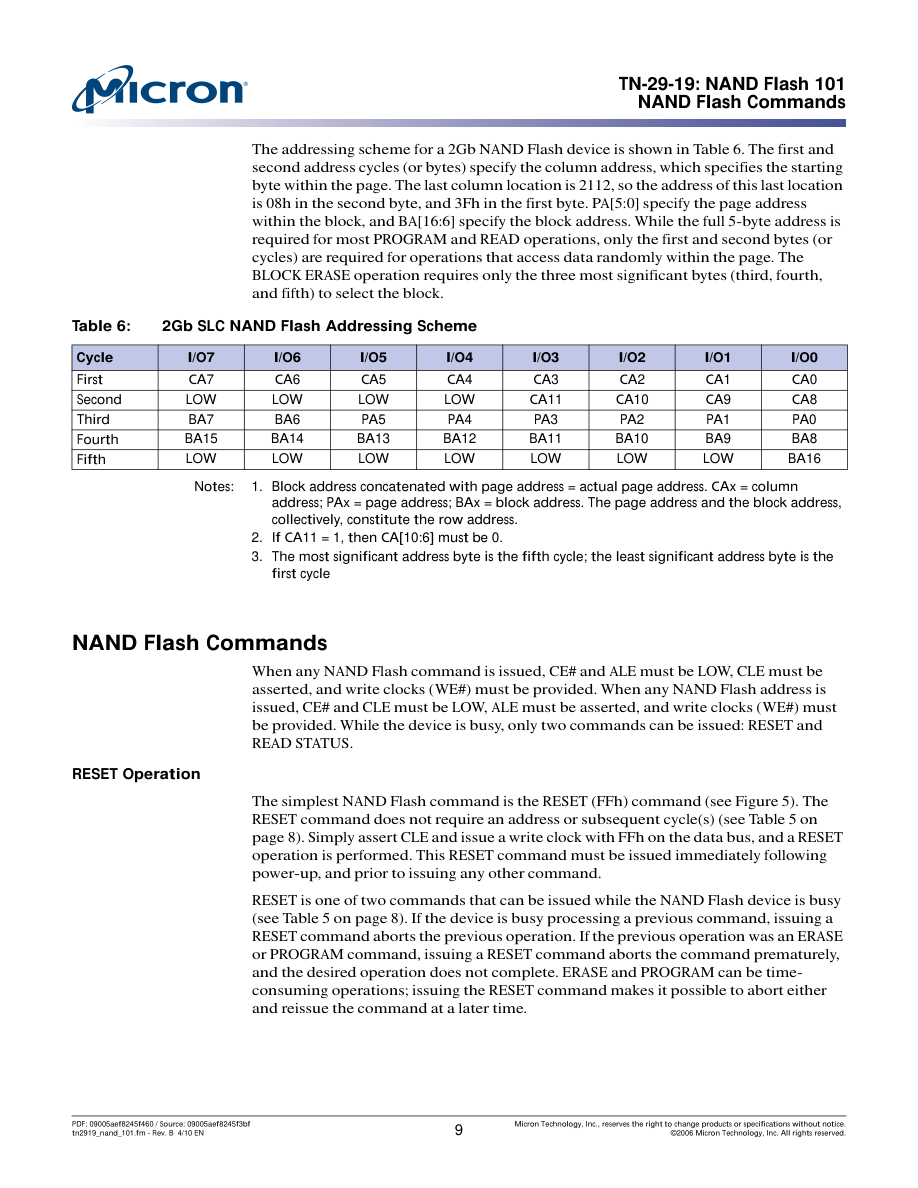 Micron®
TN-29-19: NAND Flash 101
NAND Flash Commands
The addressing scheme for a 2Gb NAND Flash device is shown in Table 6. The first and
second address cycles (or bytes) specify the column address, which specifies the starting
byte within the page. The last column location is 2112, so the address of this last location
is 08h in the second byte, and 3Fh in the first byte. PA[5:0] specify the page address
within the block, and BA[16:6] specify the block address. While the full 5-byte address is
required for most PROGRAM and READ operations, only the first and second bytes (or
cycles) are required for operations that access data randomly within the page. The
BLOCK ERASE operation requires only the three most significant bytes (third, fourth,
and fifth) to select the block.
Table 6: 2Gb SLC NAND Flash Addressing Scheme
Cycle I/O7 I/O6 I/O5 I/O4 I/O3 I/O2 I/O1 I/O0
First CA7 CA6 CA5 CA4 CA3 CA2 CA1 CA0
Second LOW LOW LOW LOW CA11 CA10 CA9 CA8
Third BA7 BA6 PA5 PA4 PA3 PA2 PA1 PA0
Fourth BA15 BA14 BA13 BA12 BA11 BA10 BA9 BA8
Fifth LOW LOW LOW LOW LOW LOW LOW BA16
Notes: 1. Block address concatenated with page address = actual page address. CAx = column
address; PAx = page address; BAx = block address. The page address and the block address,
collectively, constitute the row address.
2. If CA11 = 1, then CA[10:6] must be 0.
3. The most significant address byte is the fifth cycle; the least significant address byte is the
first cycle
NAND Flash Commands
When any NAND Flash command is issued, CE# and ALE must be LOW, CLE must be
asserted, and write clocks (WE#) must be provided. When any NAND Flash address is
issued, CE# and CLE must be LOW, ALE must be asserted, and write clocks (WE#) must
be provided. While the device is busy, only two commands can be issued: RESET and
READ STATUS.
RESET Operation
The simplest NAND Flash command is the RESET (FFh) command (see Figure 5). The
RESET command does not require an address or subsequent cycle(s) (see Table 5 on
page 8). Simply assert CLE and issue a write clock with FFh on the data bus, and a RESET
operation is performed. This RESET command must be issued immediately following
power-up, and prior to issuing any other command.
RESET is one of two commands that can be issued while the NAND Flash device is busy
(see Table 5 on page 8). If the device is busy processing a previous command, issuing a
RESET command aborts the previous operation. If the previous operation was an ERASE
or PROGRAM command, issuing a RESET command aborts the command prematurely,
and the desired operation does not complete. ERASE and PROGRAM can be time-
consuming operations; issuing the RESET command makes it possible to abort either
and reissue the command at a later time.
PDF: 09005aef8245f460 / Source: 09005aef8245f3bf
tn2919_nand_101.fm - Rev. B 4/10 EN
9
Micron Technology, Inc., reserves the right to change products or specifications without notice.
©2006 Micron Technology, Inc. All rights reserved.